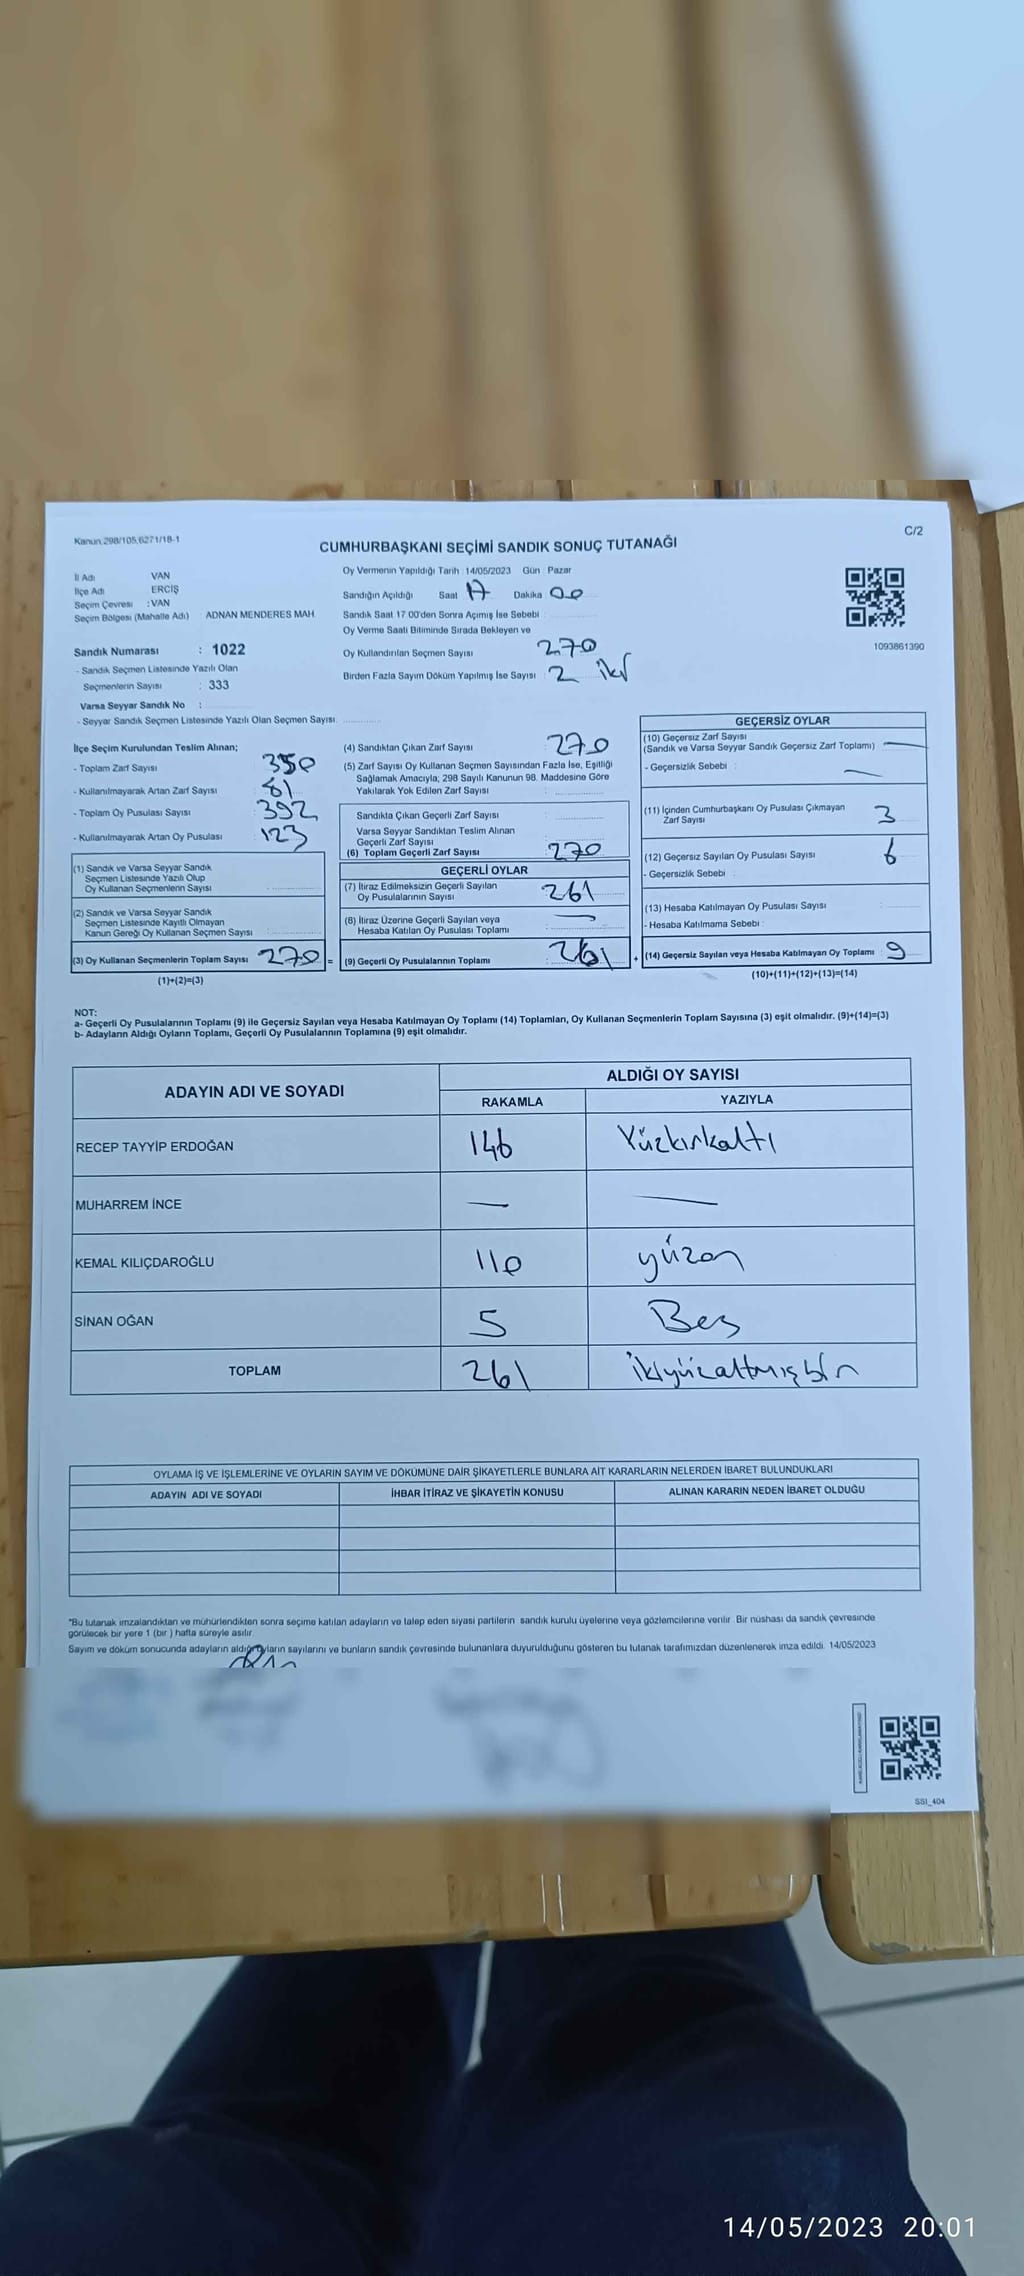 Kanun:298/105,6271/18-1
C/2
CUMHURBAŞKANI SEÇİMİ SANDIK SONUÇ TUTANAĞI
İl Adı VAN
İlçe Adı ERCİŞ
Seçim Çevresi : VAN
Seçim Bölgesi (Mahalle Adı) ADNAN MENDERES MAH.
Sandık Numarası : 1022
- Sandık Seçmen Listesinde Yazılı Olan
Seçmenlerin Sayısı : 333
Varsa Seyyar Sandık No :
- Seyyar Sandık Seçmen Listesinde Yazılı Olan Seçmen Sayısı:
Oy Vermenin Yapıldığı Tarih : 14/05/2023 Gün : Pazar
Sandığın Açıldığı Saat 17 Dakika 00
Sandık Saat 17:00'den Sonra Açımış İse Sebebi :
Oy Verme Saati Bitiminde Sırada Bekleyen ve
Oy Kullandırılan Seçmen Sayısı 270
Birden Fazla Sayım Döküm Yapılmış İse Sayısı : 2 iki
1093861390
İlçe Seçim Kurulundan Teslim Alınan;
- Toplam Zarf Sayısı 350
- Kullanılmayarak Artan Zarf Sayısı 81
- Toplam Oy Pusulası Sayısı 392
- Kullanılmayarak Artan Oy Pusulası 123
(1) Sandık ve Varsa Seyyar Sandık
Seçmen Listesinde Yazılı Olup
Oy Kullanan Seçmenlerin Sayısı :
(2) Sandık ve Varsa Seyyar Sandık
Seçmen Listesinde Kayıtlı Olmayan
Kanun Gereği Oy Kullanan Seçmen Sayısı :
(3) Oy Kullanan Seçmenlerin Toplam Sayısı 270 =
(1)+(2)=(3)
(4) Sandıktan Çıkan Zarf Sayısı : 270
(5) Zarf Sayısı Oy Kullanan Seçmen Sayısından Fazla İse, Eşitliği
Sağlamak Amacıyla; 298 Sayılı Kanunun 98. Maddesine Göre
Yakılarak Yok Edilen Zarf Sayısı :
Sandıkta Çıkan Geçerli Zarf Sayısı :
Varsa Seyyar Sandıktan Teslim Alınan
Geçerli Zarf Sayısı :
(6) Toplam Geçerli Zarf Sayısı : 270
GEÇERLİ OYLAR
(7) İtiraz Edilmeksizin Geçerli Sayılan
Oy Pusulalarının Sayısı : 261
(8) İtiraz Üzerine Geçerli Sayılan veya
Hesaba Katılan Oy Pusulası Toplamı : —
(9) Geçerli Oy Pusulalarının Toplamı : 261 +
GEÇERSİZ OYLAR
(10) Geçersiz Zarf Sayısı
(Sandık ve Varsa Seyyar Sandık Geçersiz Zarf Toplamı) : —
- Geçersizlik Sebebi : —
(11) İçinden Cumhurbaşkanı Oy Pusulası Çıkmayan
Zarf Sayısı : 3
(12) Geçersiz Sayılan Oy Pusulası Sayısı : 6
- Geçersizlik Sebebi :
(13) Hesaba Katılmayan Oy Pusulası Sayısı :
- Hesaba Katılmama Sebebi :
(14) Geçersiz Sayılan veya Hesaba Katılmayan Oy Toplamı : 9
(10)+(11)+(12)+(13)=(14)
NOT:
a- Geçerli Oy Pusulalarının Toplamı (9) ile Geçersiz Sayılan veya Hesaba Katılmayan Oy Toplamı (14) Toplamları, Oy Kullanan Seçmenlerin Toplam Sayısına (3) eşit olmalıdır. (9)+(14)=(3)
b- Adayların Aldığı Oyların Toplamı, Geçerli Oy Pusulalarının Toplamına (9) eşit olmalıdır.
ADAYIN ADI VE SOYADI
ALDIĞI OY SAYISI
RAKAMLA YAZIYLA
RECEP TAYYİP ERDOĞAN 146 Yüzkırkaltı
MUHARREM İNCE — —
KEMAL KILIÇDAROĞLU 110 yüzon
SİNAN OĞAN 5 Beş
TOPLAM 261 ikiyüzaltmışbin
OYLAMA İŞ VE İŞLEMLERİNE VE OYLARIN SAYIM VE DÖKÜMÜNE DAİR ŞİKAYETLERLE BUNLARA AİT KARARLARIN NELERDEN İBARET BULUNDUKLARI
ADAYIN ADI VE SOYADI İHBAR İTİRAZ VE ŞİKAYETİN KONUSU ALINAN KARARIN NEDEN İBARET OLDUĞU
*Bu tutanak imzalandıktan ve mühürlendikten sonra seçime katılan adayların ve talep eden siyasi partilerin sandık kurulu üyelerine veya gözlemcilerine verilir. Bir nüshası da sandık çevresinde
görülecek bir yere 1 (bir ) hafta süreyle asılır.
Sayım ve döküm sonucunda adayların aldığı oyların sayılarını ve bunların sandık çevresinde bulunanlara duyurulduğunu gösteren bu tutanak tarafımızdan düzenlenerek imza edildi. 14/05/2023
SSI_404
14/05/2023 20:01